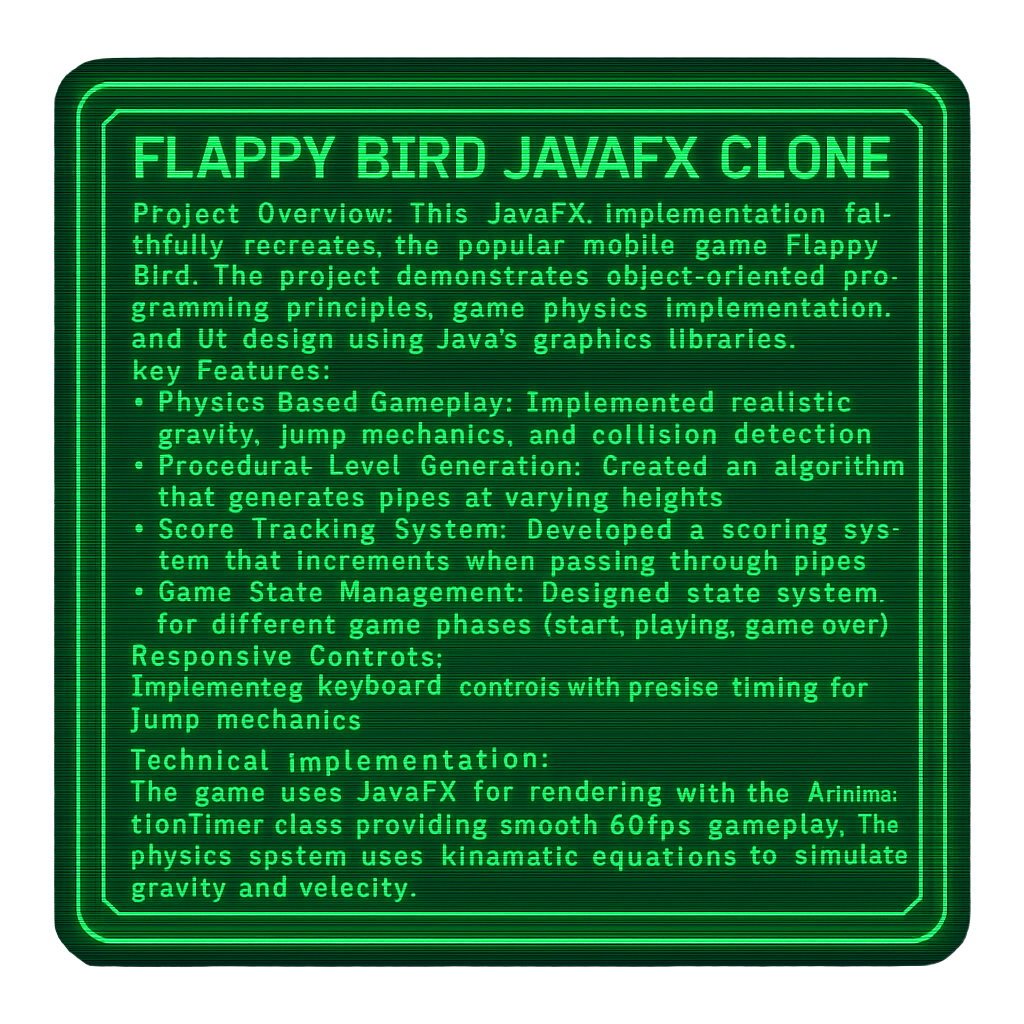 FLAPPY BIRD JAVAFX CLONE
Project Overviow: This JavaFX. implementation fal-
thfully recreates, the popular mobile game Flappy
Bird. The project demonstrates object-oriented pro-
gramming principles, game physics implementation.
and Ut design using Java's graphics libraries.
key Features:
• Physics Based Gameplay: Implemented realistic
gravity, jump mechanics, and collision detection
• Procedural Level Generation: Created an algorithm
that generates pipes at varying heights
• Score Tracking System: Developed a scoring sys-
tem that increments when passing through pipes
• Game State Management: Designed state system.
for different game phases (start, playing, game over)
Responsive Controts;
Implementeg keyboard controis with presise timing for
Jump mechanics
Technical implementation:
The game uses JavaFX for rendering with the Arinima:
tionTimer class providing smooth 60fps gameplay, The
physics spstem uses kinamatic equations to simulate
gravity and velecity.